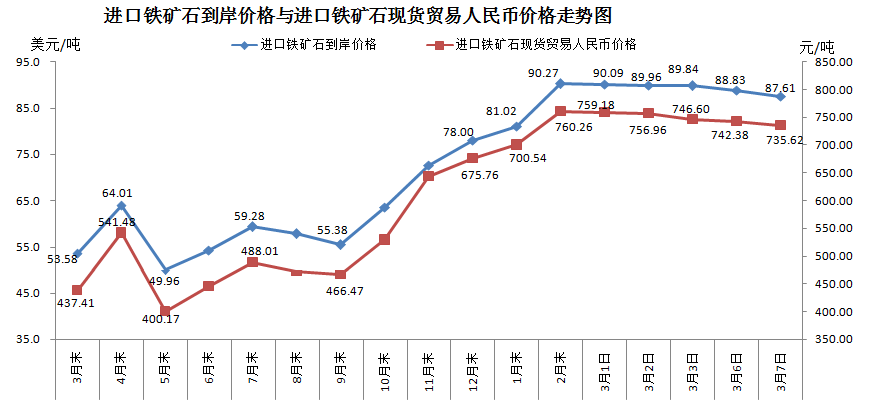 进口铁矿石到岸价格与进口铁矿石现货贸易人民币价格走势图
美元/吨
进口铁矿石到岸价格
进口铁矿石现货贸易人民币价格
元/吨
95.0
85.0
75.0
65.0
55.0
45.0
35.0
850.00
800.00
750.00
700.00
650.00
600.00
550.00
500.00
450.00
400.00
350.00
53.58
64.01
49.96
59.28
55.38
78.00
81.02
90.27
90.09
89.96
89.84
88.83
87.61
437.41
541.48
400.17
488.01
466.47
675.76
700.54
760.26
759.18
756.96
746.60
742.38
735.62
3月末
4月末
5月末
6月末
7月末
8月末
9月末
10月末
11月末
12月末
1月末
2月末
3月1日
3月2日
3月3日
3月6日
3月7日